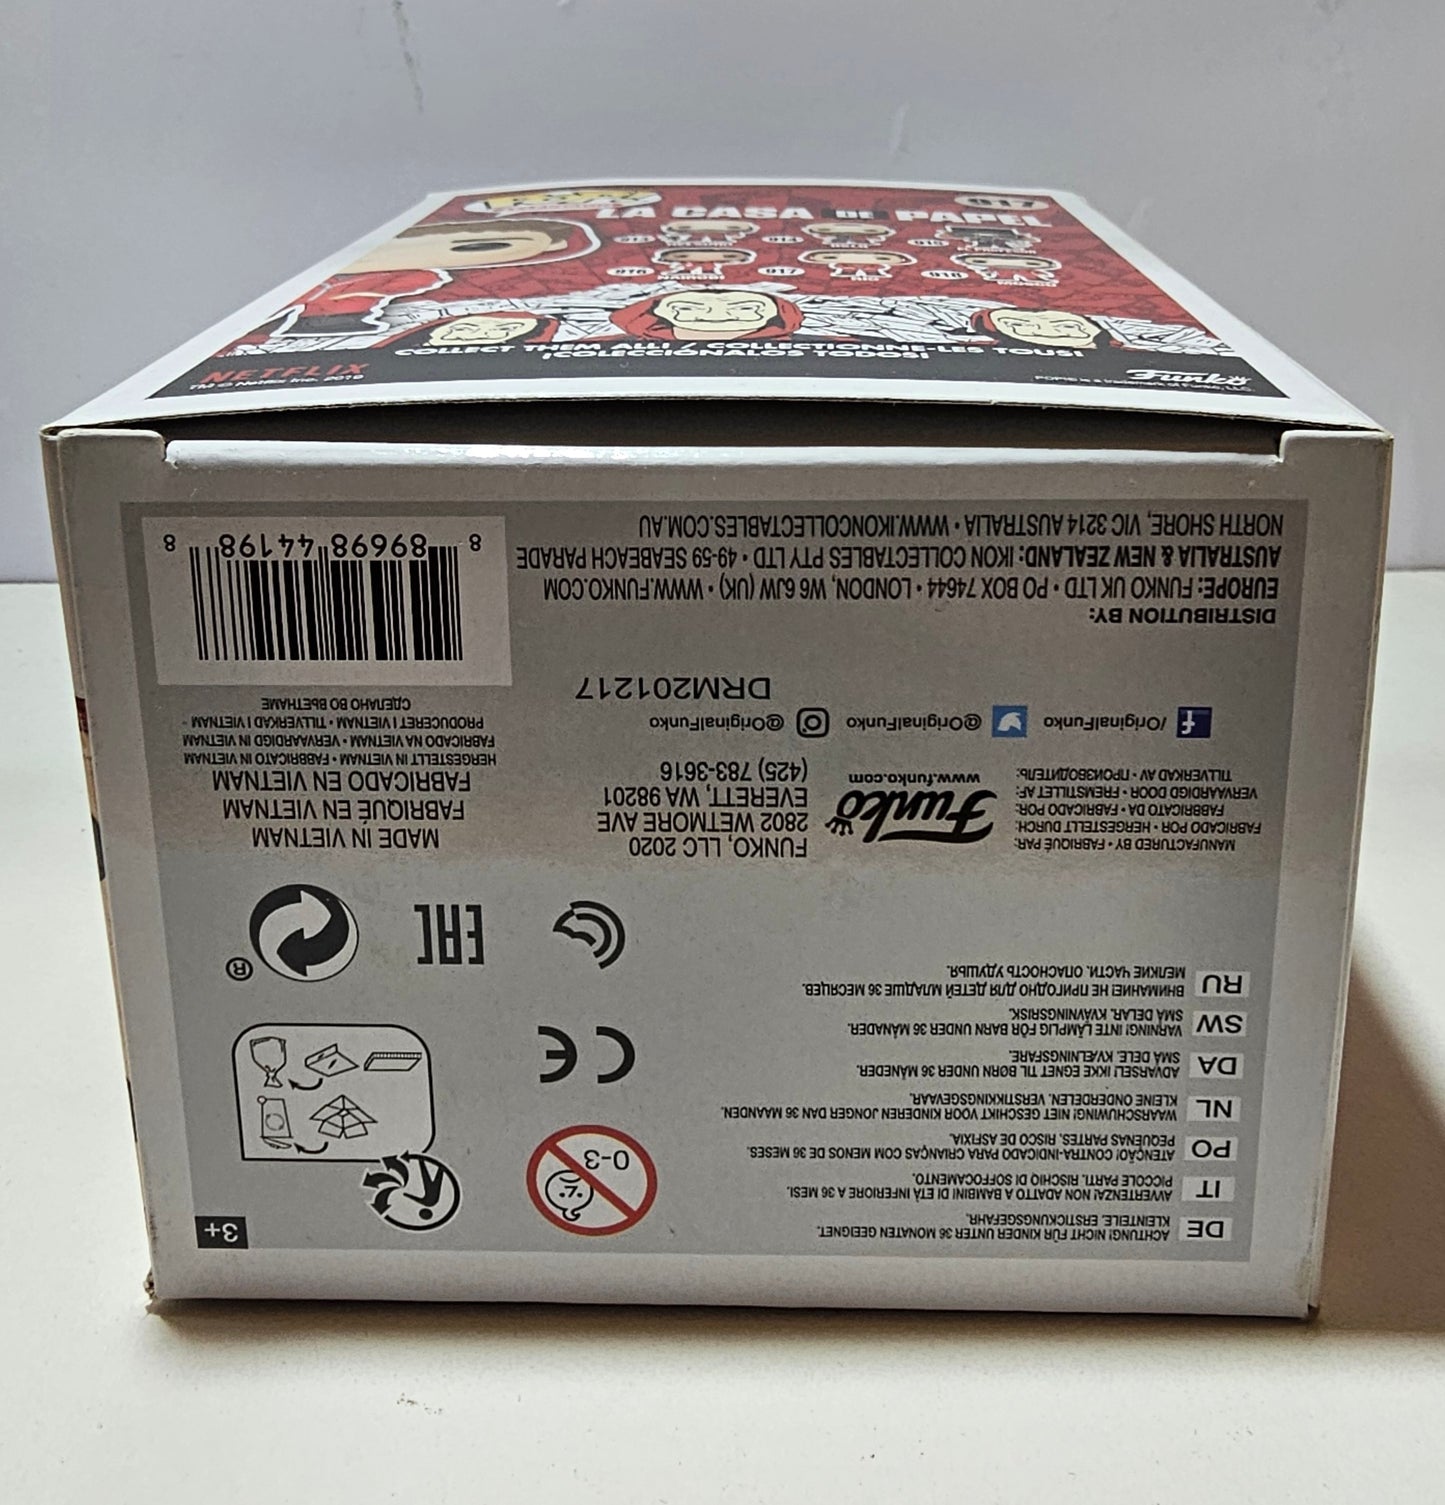 917
LA CASA DE PAPEL
913
914
915
916
917
918
NAIROBI
RIO
COLLECT THEM ALL! / COLLECTIONNE-LES TOUS!
¡COLECCIÓNALOS TODOS!
NETFLIX
TM © Netflix Inc. 2019
Funko
DE
ACHTUNG! NICHT FÜR KINDER UNTER 36 MONATEN GEEIGNET.
KLEINTEILE. ERSTICKUNGSGEFAHR.
IT
AVVERTENZA! NON ADATTO A BAMBINI DI ETÀ INFERIORE A 36 MESI.
PICCOLE PARTI. RISCHIO DI SOFFOCAMENTO.
PO
ATENÇÃO! CONTRA-INDICADO PARA CRIANÇAS COM MENOS DE 36 MESES.
PEQUENAS PARTES. RISCO DE ASFIXIA.
NL
WAARSCHUWING! NIET GESCHIKT VOOR KINDEREN JONGER DAN 36 MAANDEN.
KLEINE ONDERDELEN. VERSTIKKINGSGEVAAR.
DA
ADVARSEL! IKKE EGNET TIL BØRN UNDER 36 MÅNEDER.
SMÅ DELE. KVÆLNINGSFARE.
SW
VARNING! INTE LÄMPLIG FÖR BARN UNDER 36 MÅNADER.
SMÅ DELAR. KVÄVNINGSRISK.
RU
ВНИМАНИЕ! НЕ ПРИГОДНО ДЛЯ ДЕТЕЙ МЛАДШЕ 36 МЕСЯЦЕВ.
МЕЛКИЕ ЧАСТИ. ОПАСНОСТЬ УДУШЬЯ.
0-3
3+
CE
EAC
®
MANUFACTURED BY • FABRIQUÉ PAR:
FABRICADO POR • HERGESTELLT DURCH:
FABBRICATO DA • FABRICADO POR:
VERVAARDIGD DOOR • FREMSTILLET AF:
TILLVERKAD AV • ПРОИЗВОДИТЕЛЬ:
Funko
www.funko.com
FUNKO, LLC 2020
2802 WETMORE AVE
EVERETT, WA 98201
(425) 783-3616
MADE IN VIETNAM
FABRIQUÉ EN VIETNAM
FABRICADO EN VIETNAM
HERGESTELLT IN VIETNAM • FABBRICATO IN VIETNAM
FABRICADO NA VIETNAM • VERVAARDIGD IN VIETNAM
PRODUCERET I VIETNAM • TILLVERKAD I VIETNAM •
СДЕЛАНО ВО ВЬЕТНАМЕ
/OriginalFunko
@OriginalFunko
@OriginalFunko
DRM201217
DISTRIBUTION BY:
EUROPE: FUNKO UK LTD • PO BOX 74644 • LONDON, W6 6JW (UK) • WWW.FUNKO.COM
AUSTRALIA & NEW ZEALAND: IKON COLLECTABLES PTY LTD • 49-59 SEABEACH PARADE
NORTH SHORE, VIC 3214 AUSTRALIA • WWW.IKONCOLLECTABLES.COM.AU
8 89698 44198 8